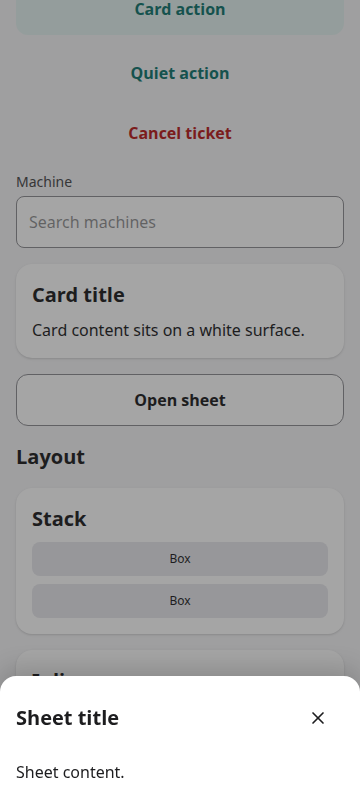 Card action
Quiet action
Cancel ticket
Machine
Search machines
Card title
Card content sits on a white surface.
Open sheet
Layout
Stack
Box
Box
Sheet title
Sheet content.